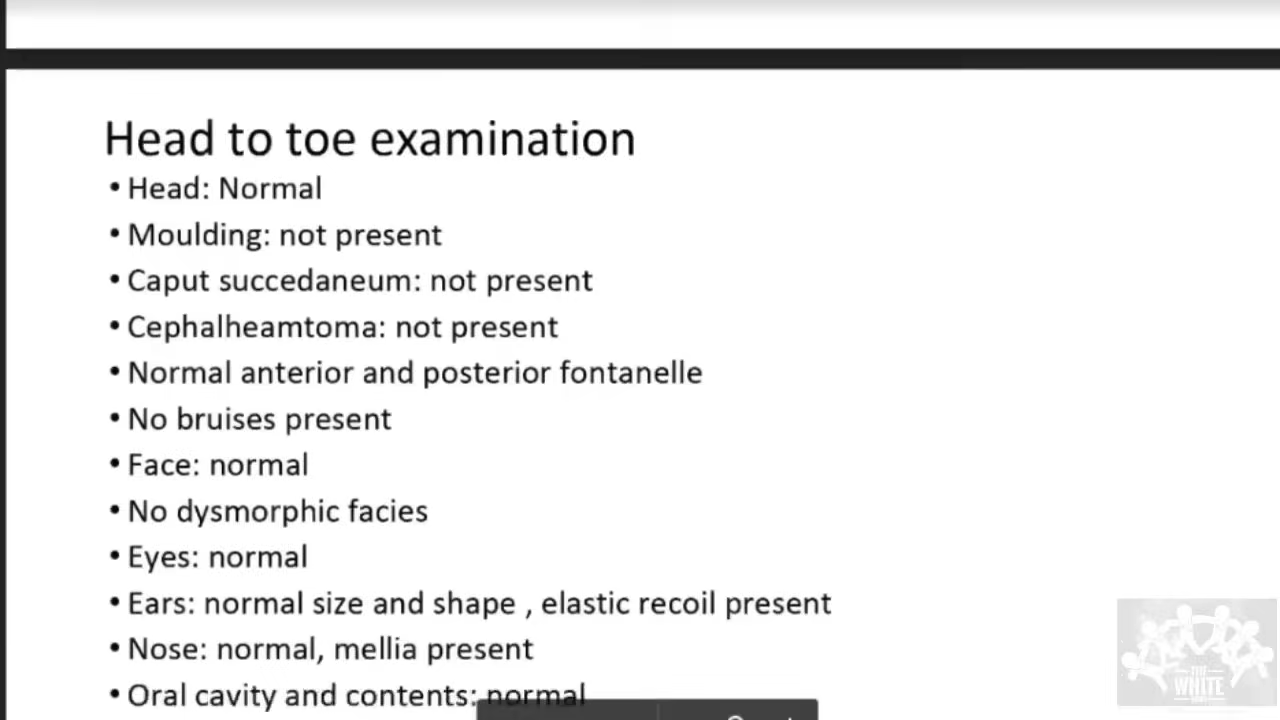 Head to toe examination
• Head: Normal
• Moulding: not present
• Caput succedaneum: not present
• Cephalheamtoma: not present
• Normal anterior and posterior fontanelle
• No bruises present
• Face: normal
• No dysmorphic facies
• Eyes: normal
• Ears: normal size and shape , elastic recoil present
• Nose: normal, mellia present
• Oral cavity and contents: normal
THE
WHITE